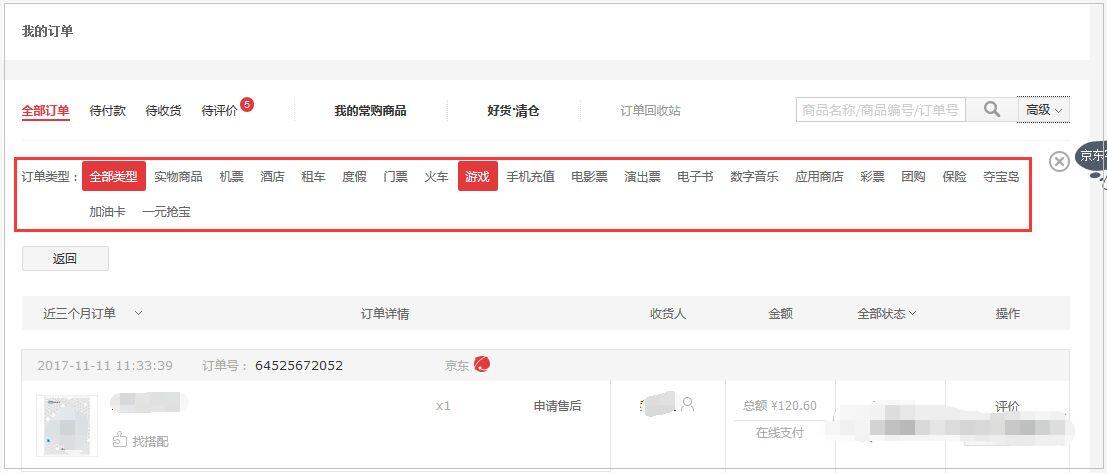 我的订单
全部订单 待付款 待收货 待评价 5 我的常购商品 好货·清仓 订单回收站 商品名称/商品编号/订单号 高级
京东
订单类型： 全部类型 实物商品 机票 酒店 租车 度假 门票 火车 游戏 手机充值 电影票 演出票 电子书 数字音乐 应用商店 彩票 团购 保险 夺宝岛
加油卡 一元抢宝
返回
近三个月订单 订单详情 收货人 金额 全部状态 操作
2017-11-11 11:33:39 订单号： 64525672052 京东
x1 申请售后 总额 ¥120.60 评价
找搭配 在线支付